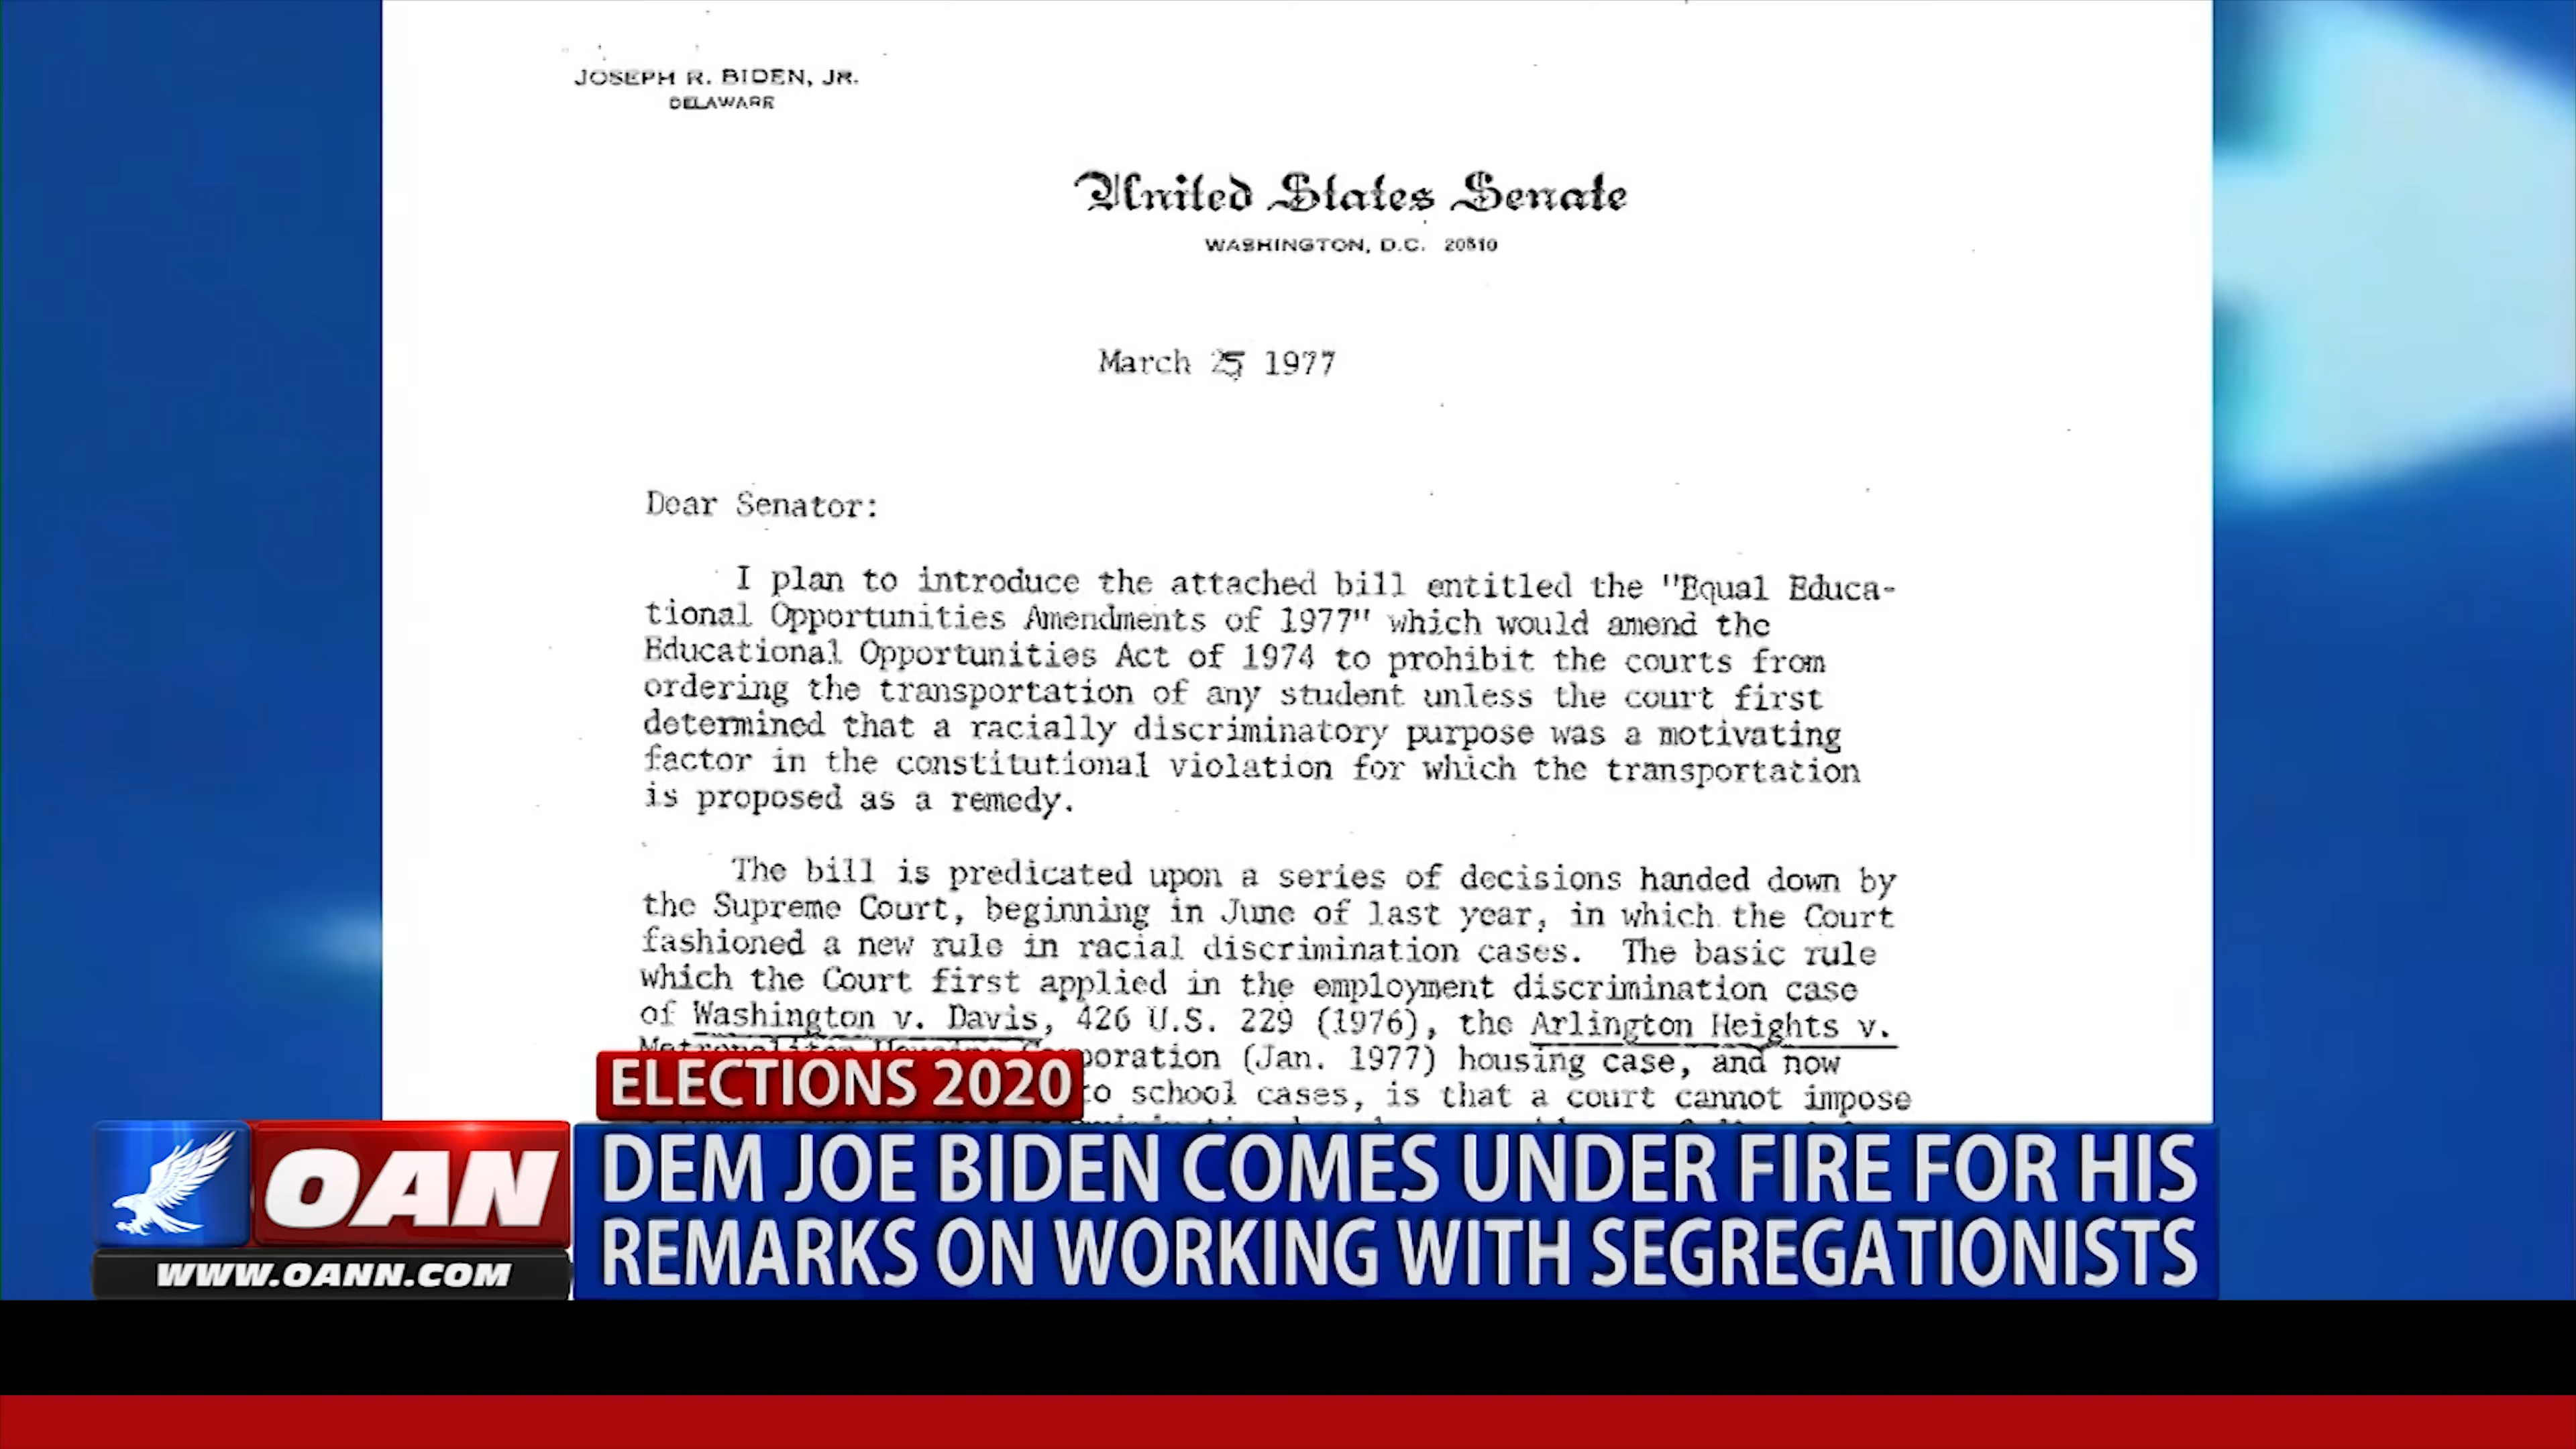 JOSEPH R. BIDEN, JR.
DELAWARE
United States Senate
WASHINGTON, D.C. 20510
March 25 1977
Dear Senator:
I plan to introduce the attached bill entitled the "Equal Educa-
tional Opportunities Amendments of 1977" which would amend the
Educational Opportunities Act of 1974 to prohibit the courts from
ordering the transportation of any student unless the court first
determined that a racially discriminatory purpose was a motivating
factor in the constitutional violation for which the transportation
is proposed as a remedy.
The bill is predicated upon a series of decisions handed down by
the Supreme Court, beginning in June of last year, in which the Court
fashioned a new rule in racial discrimination cases. The basic rule
which the Court first applied in the employment discrimination case
of Washington v. Davis, 426 U.S. 229 (1976), the Arlington Heights v.
Metropolitan Housing Corporation (Jan. 1977) housing case, and now
to school cases, is that a court cannot impose
ELECTIONS 2020
OAN
WWW.OANN.COM
DEM JOE BIDEN COMES UNDER FIRE FOR HIS
REMARKS ON WORKING WITH SEGREGATIONISTS